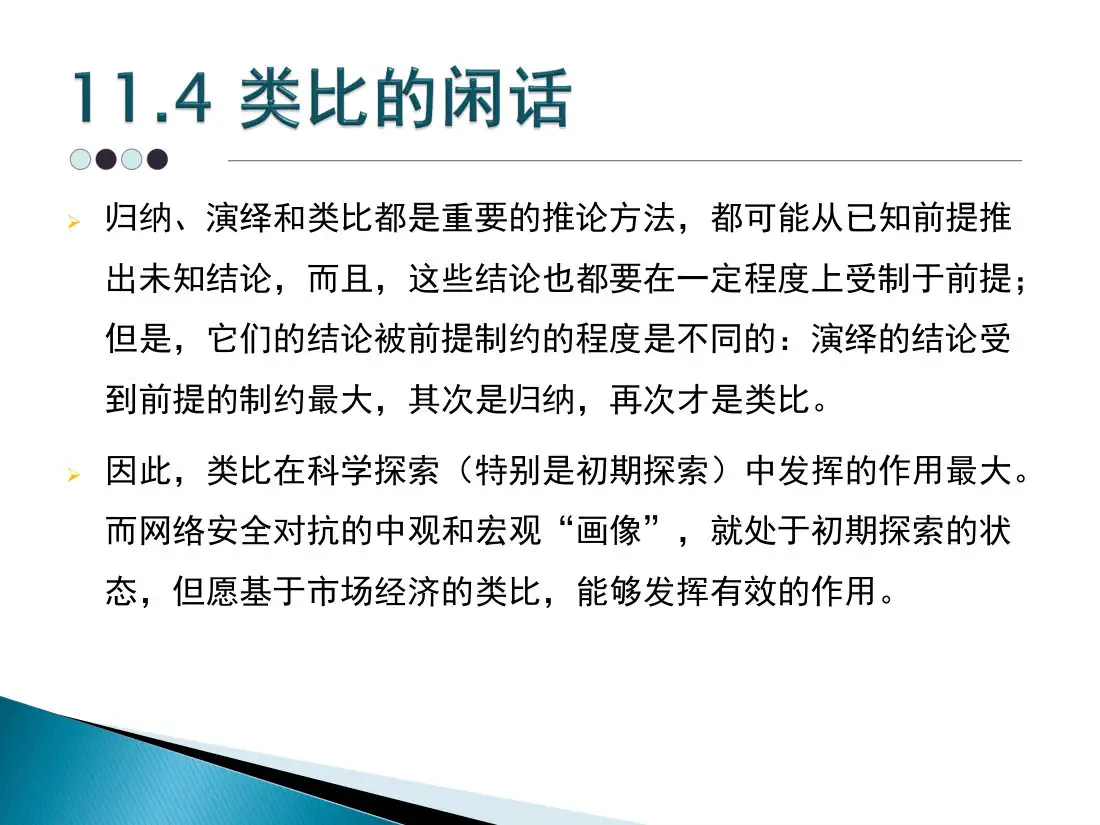 11.4 类比的闲话
归纳、演绎和类比都是重要的推论方法，都可能从已知前提推
出未知结论，而且，这些结论也都要在一定程度上受制于前提；
但是，它们的结论被前提制约的程度是不同的：演绎的结论受
到前提的制约最大，其次是归纳，再次才是类比。
因此，类比在科学探索（特别是初期探索）中发挥的作用最大。
而网络安全对抗的中观和宏观“画像”，就处于初期探索的状
态，但愿基于市场经济的类比，能够发挥有效的作用。